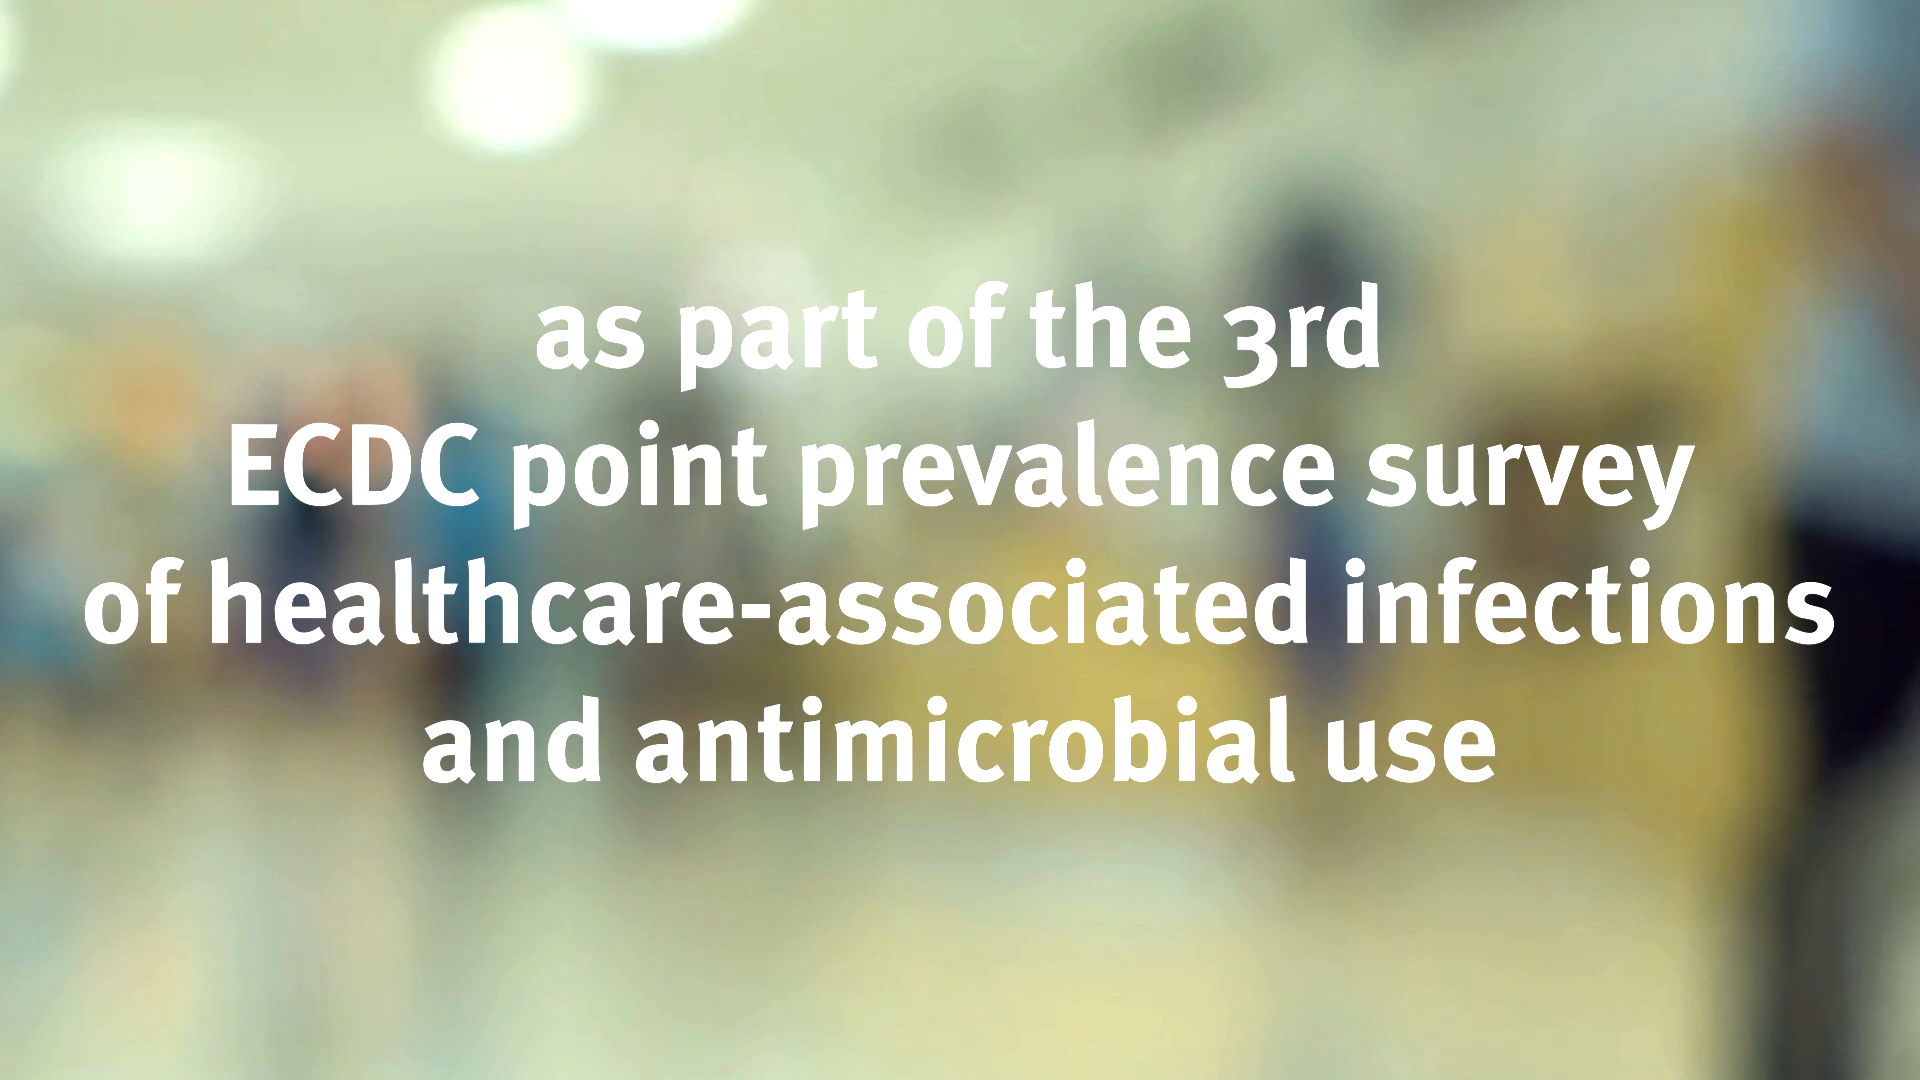 as part of the 3rd
ECDC point prevalence survey
of healthcare-associated infections
and antimicrobial use